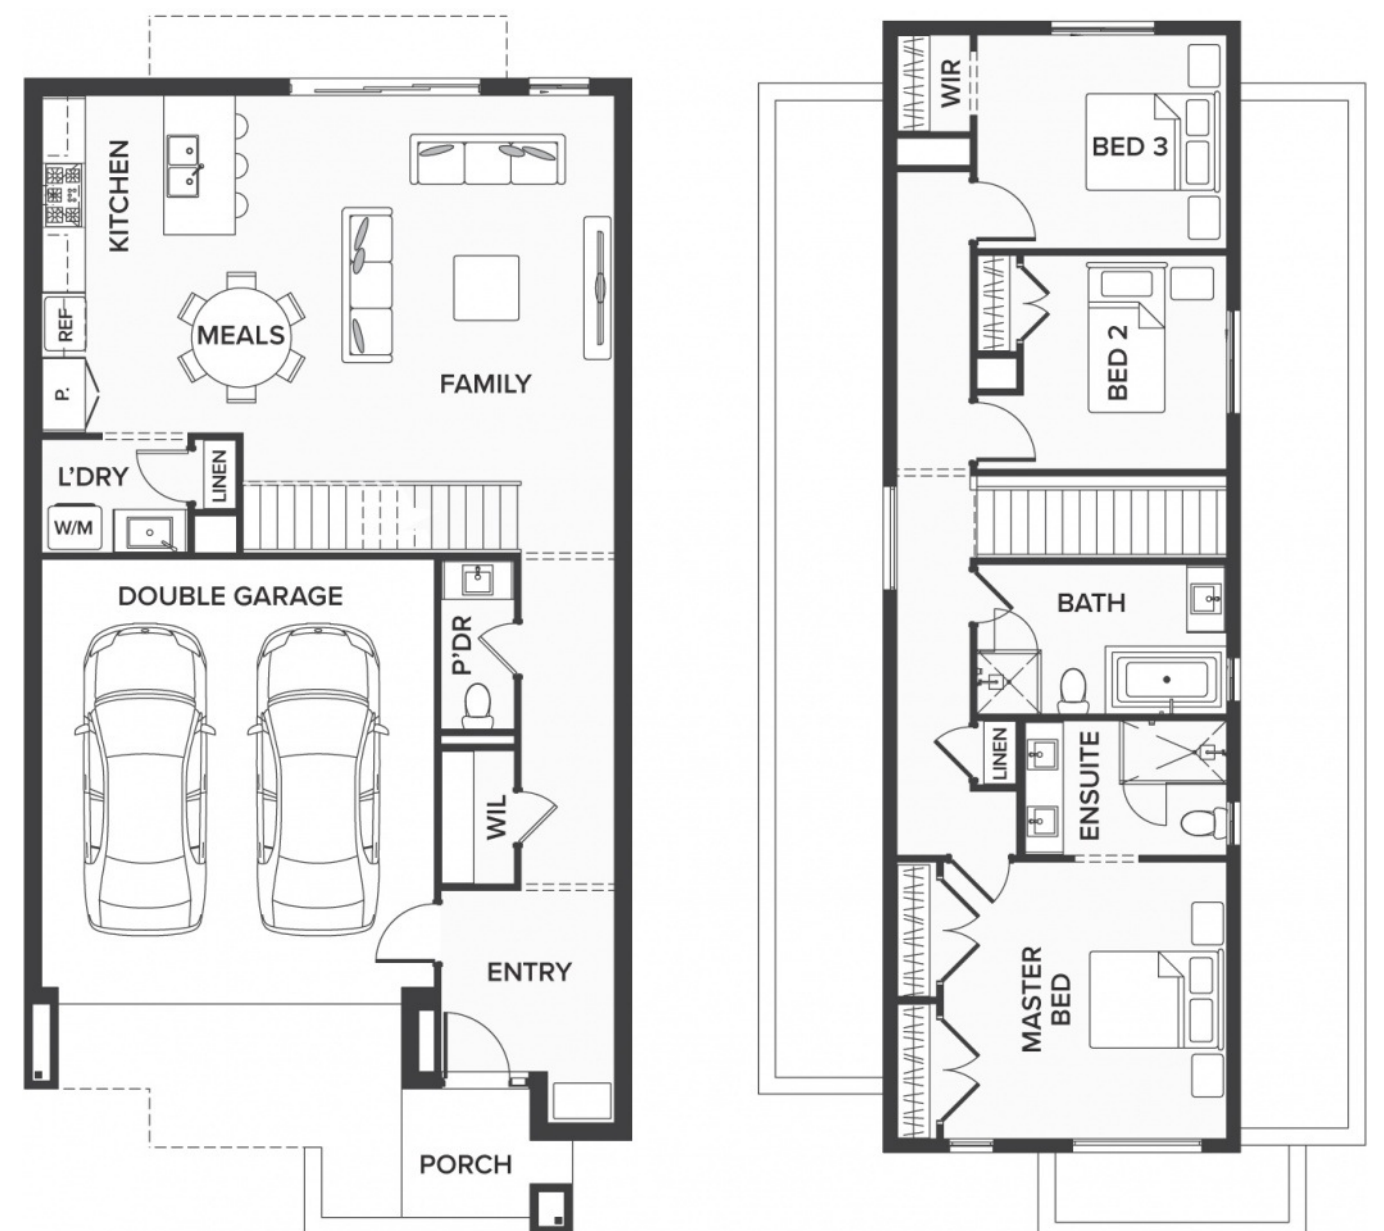 KITCHEN
MEALS
REF
P.
FAMILY
L'DRY
LINEN
W/M
DOUBLE GARAGE
P'DR
WIL
ENTRY
PORCH
WIR
BED 3
BED 2
BATH
LINEN
ENSUITE
MASTER
BED